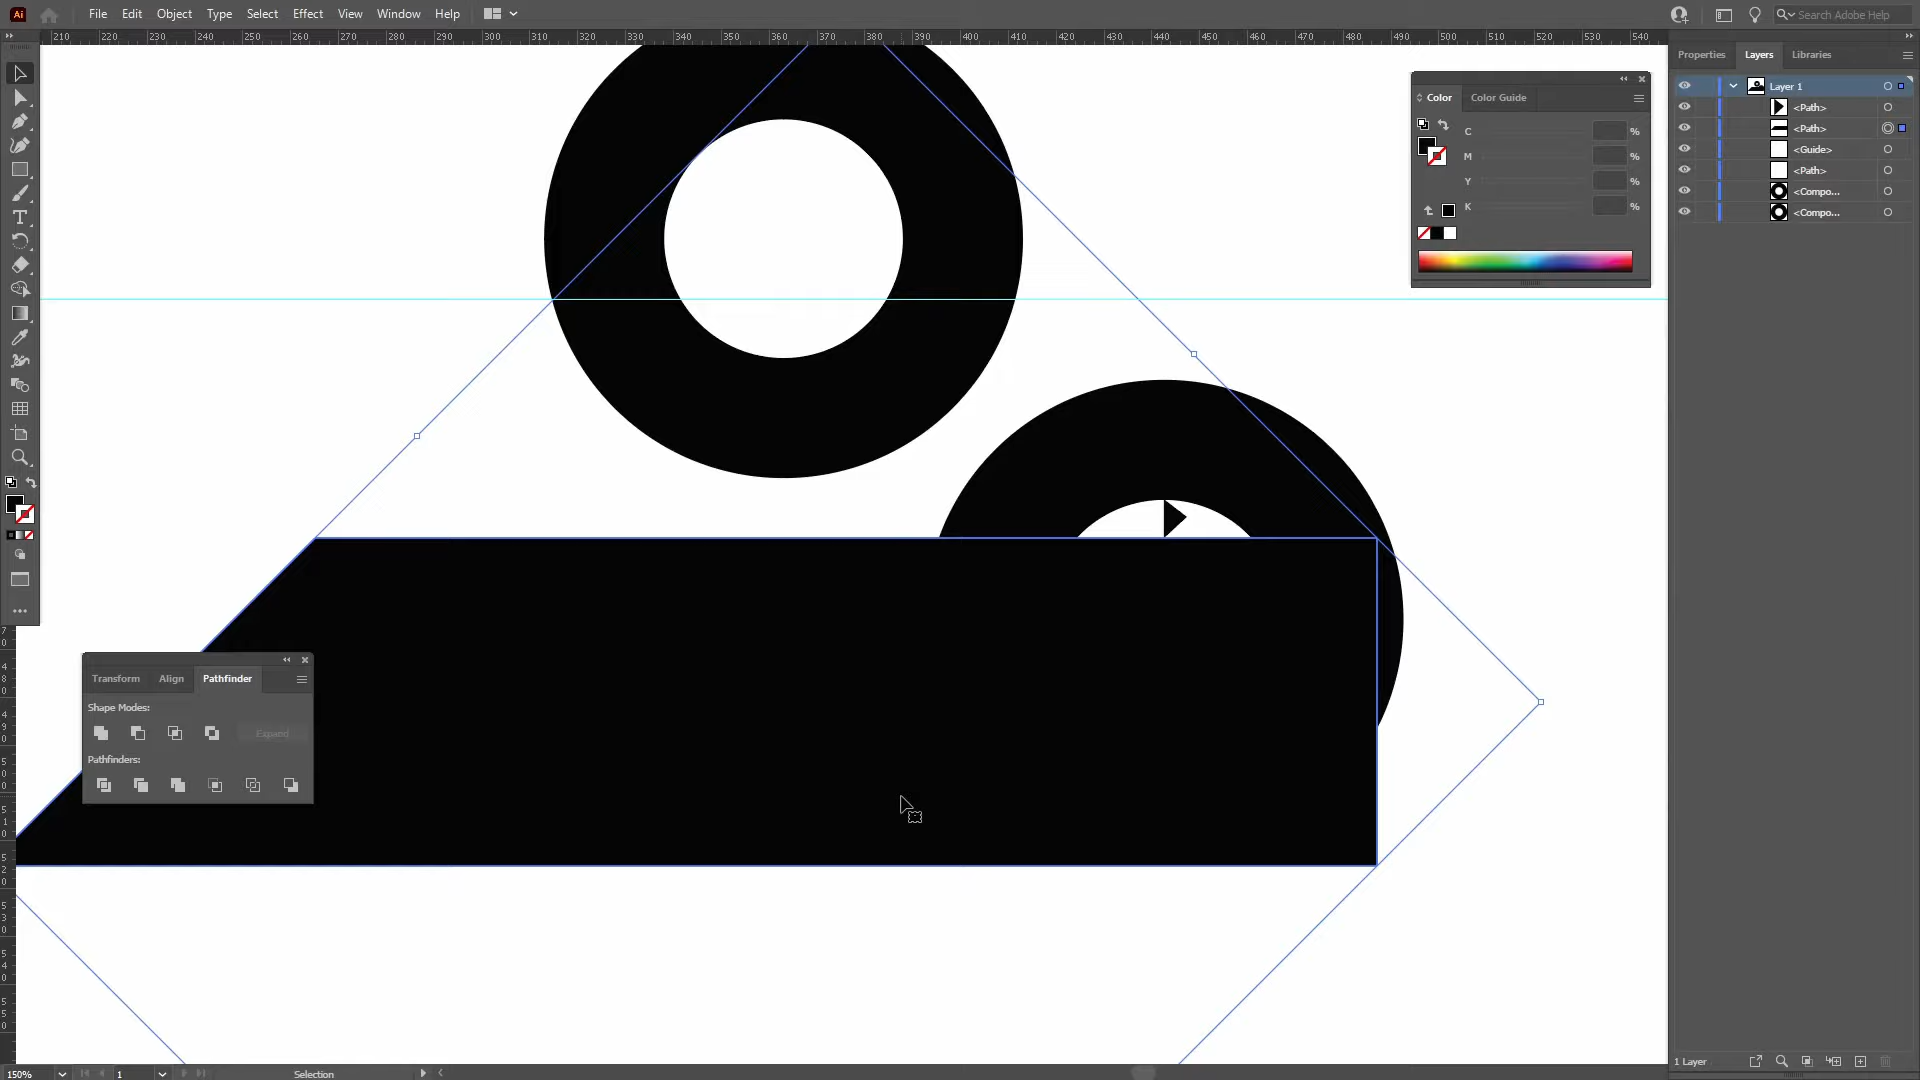 Ai File Edit Object Type Select Effect View Window Help Search Adobe Help
210 220 230 240 250 260 270 280 290 300 310 320 330 340 350 360 370 380 390 400 410 420 430 440 450 460 470 480 490 500 510 520 530 540
Properties Layers Libraries
Layer 1
<Path>
<Path>
<Guide>
<Path>
<Compo...
<Compo...
Color Color Guide
C %
M %
Y %
K %
Transform Align Pathfinder
Shape Modes:
Expand
Pathfinders:
150% 1 Selection
1 Layer